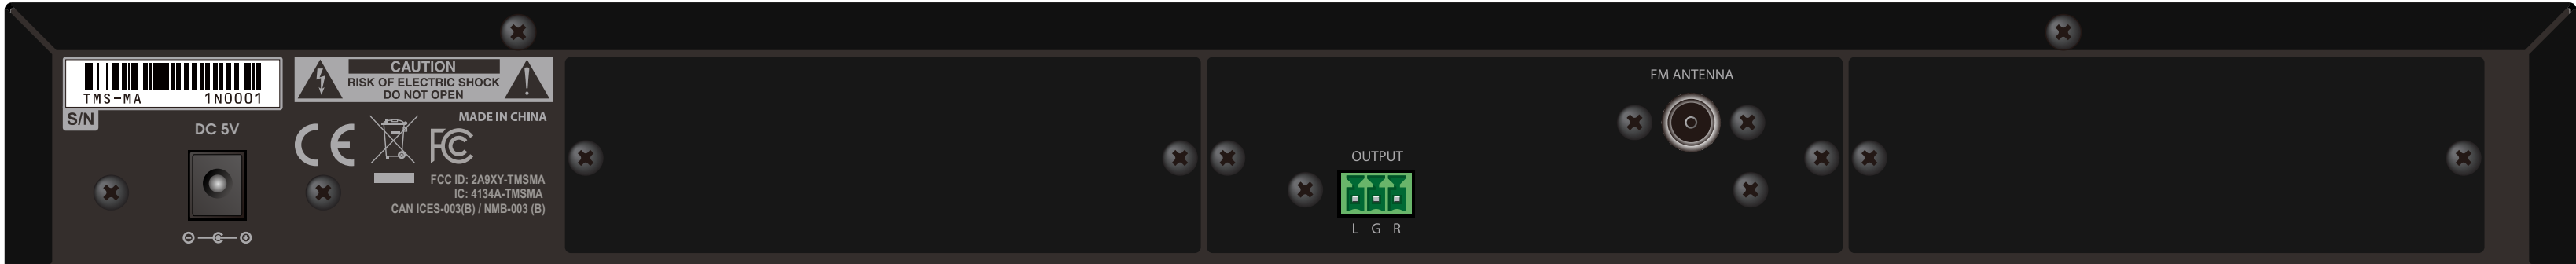 TMS-MA 1N0001
S/N
CAUTION
RISK OF ELECTRIC SHOCK
DO NOT OPEN
MADE IN CHINA
DC 5V
CE
FC
FCC ID: 2A9XY-TMSMA
IC: 4134A-TMSMA
CAN ICES-003(B) / NMB-003 (B)
OUTPUT
L G R
FM ANTENNA